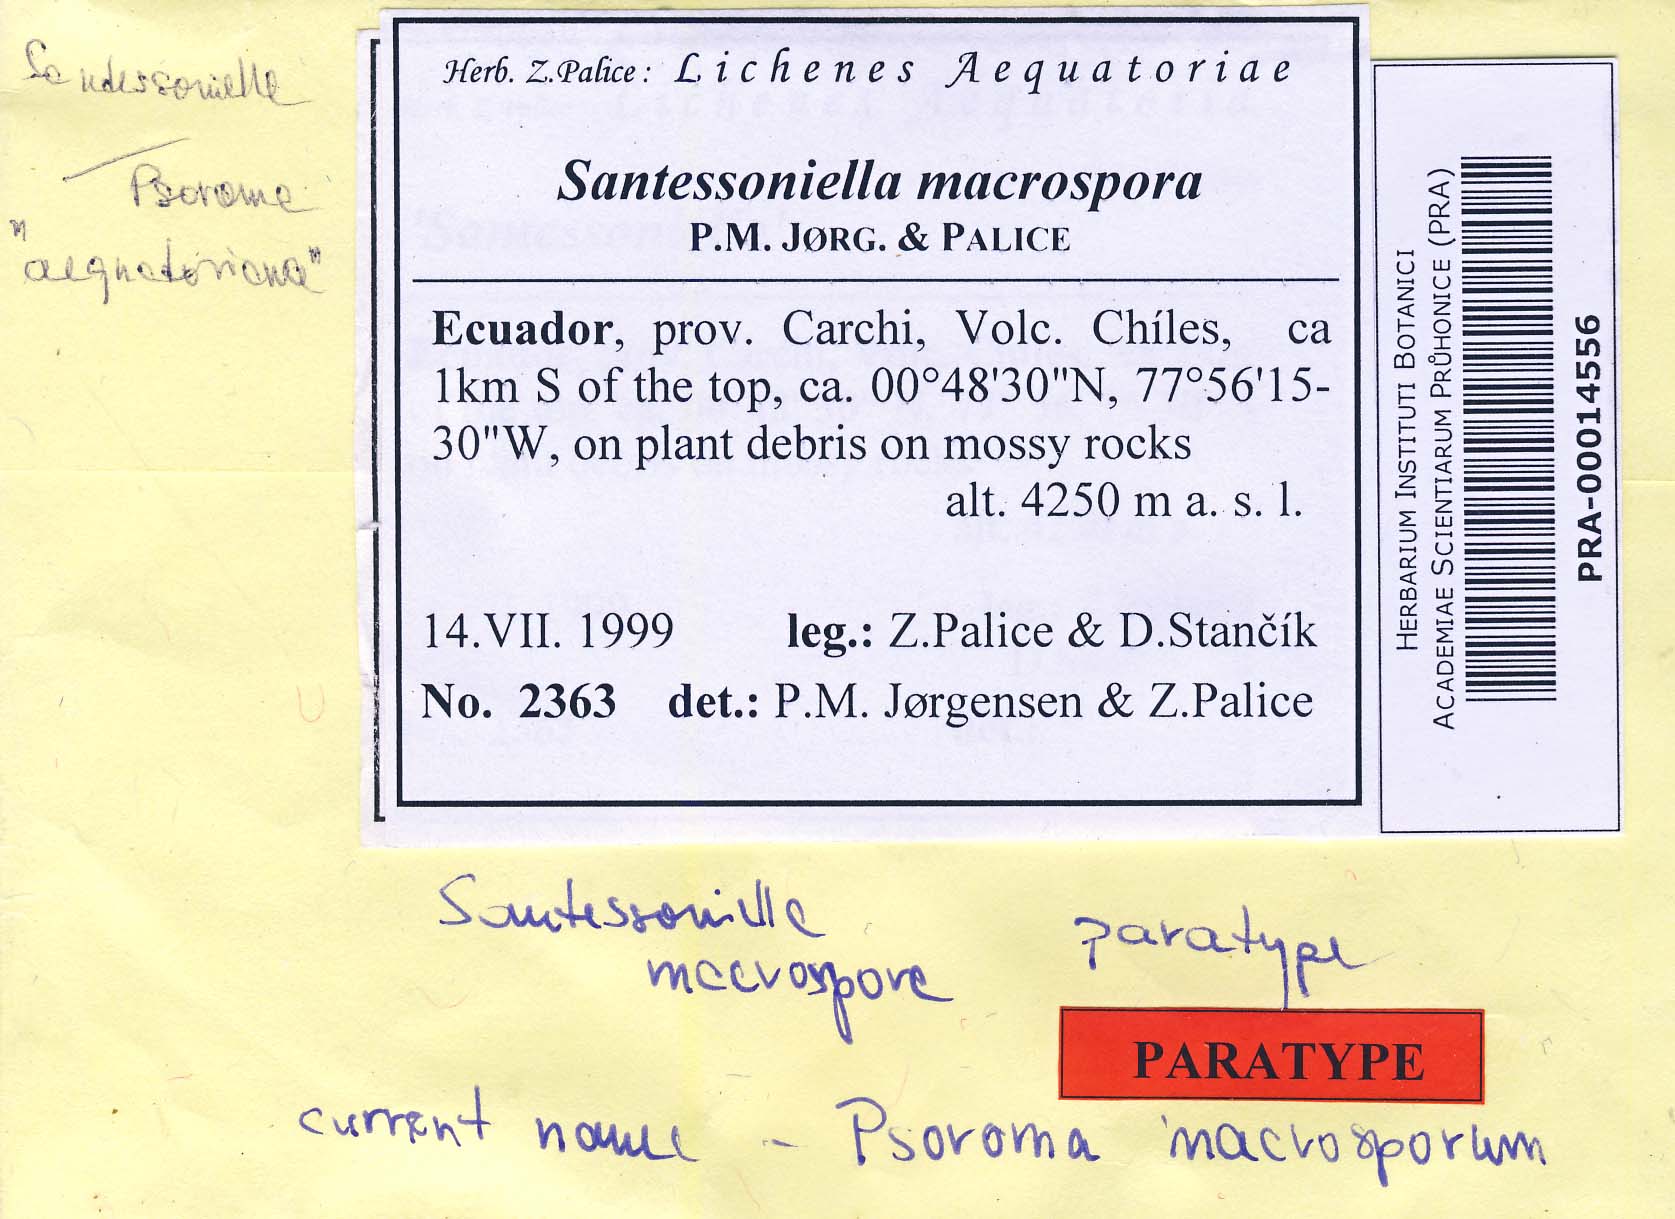 Santessoniella
Psoroma
"aequatoriana"
Herb. Z.Palice: Lichenes Aequatoriae
Santessoniella macrospora
P.M. JØRG. & PALICE
Ecuador, prov. Carchi, Volc. Chíles, ca
1km S of the top, ca. 00°48'30"N, 77°56'15-
30"W, on plant debris on mossy rocks
alt. 4250 m a. s. l.
14.VII. 1999 leg.: Z.Palice & D.Stančík
No. 2363 det.: P.M. Jørgensen & Z.Palice
HERBARIUM INSTITUTI BOTANICI
ACADEMIAE SCIENTIARUM PRŮHONICE (PRA)
PRA-00014556
Santessoniella
macrospora
paratype
PARATYPE
current name - Psoroma macrosporum